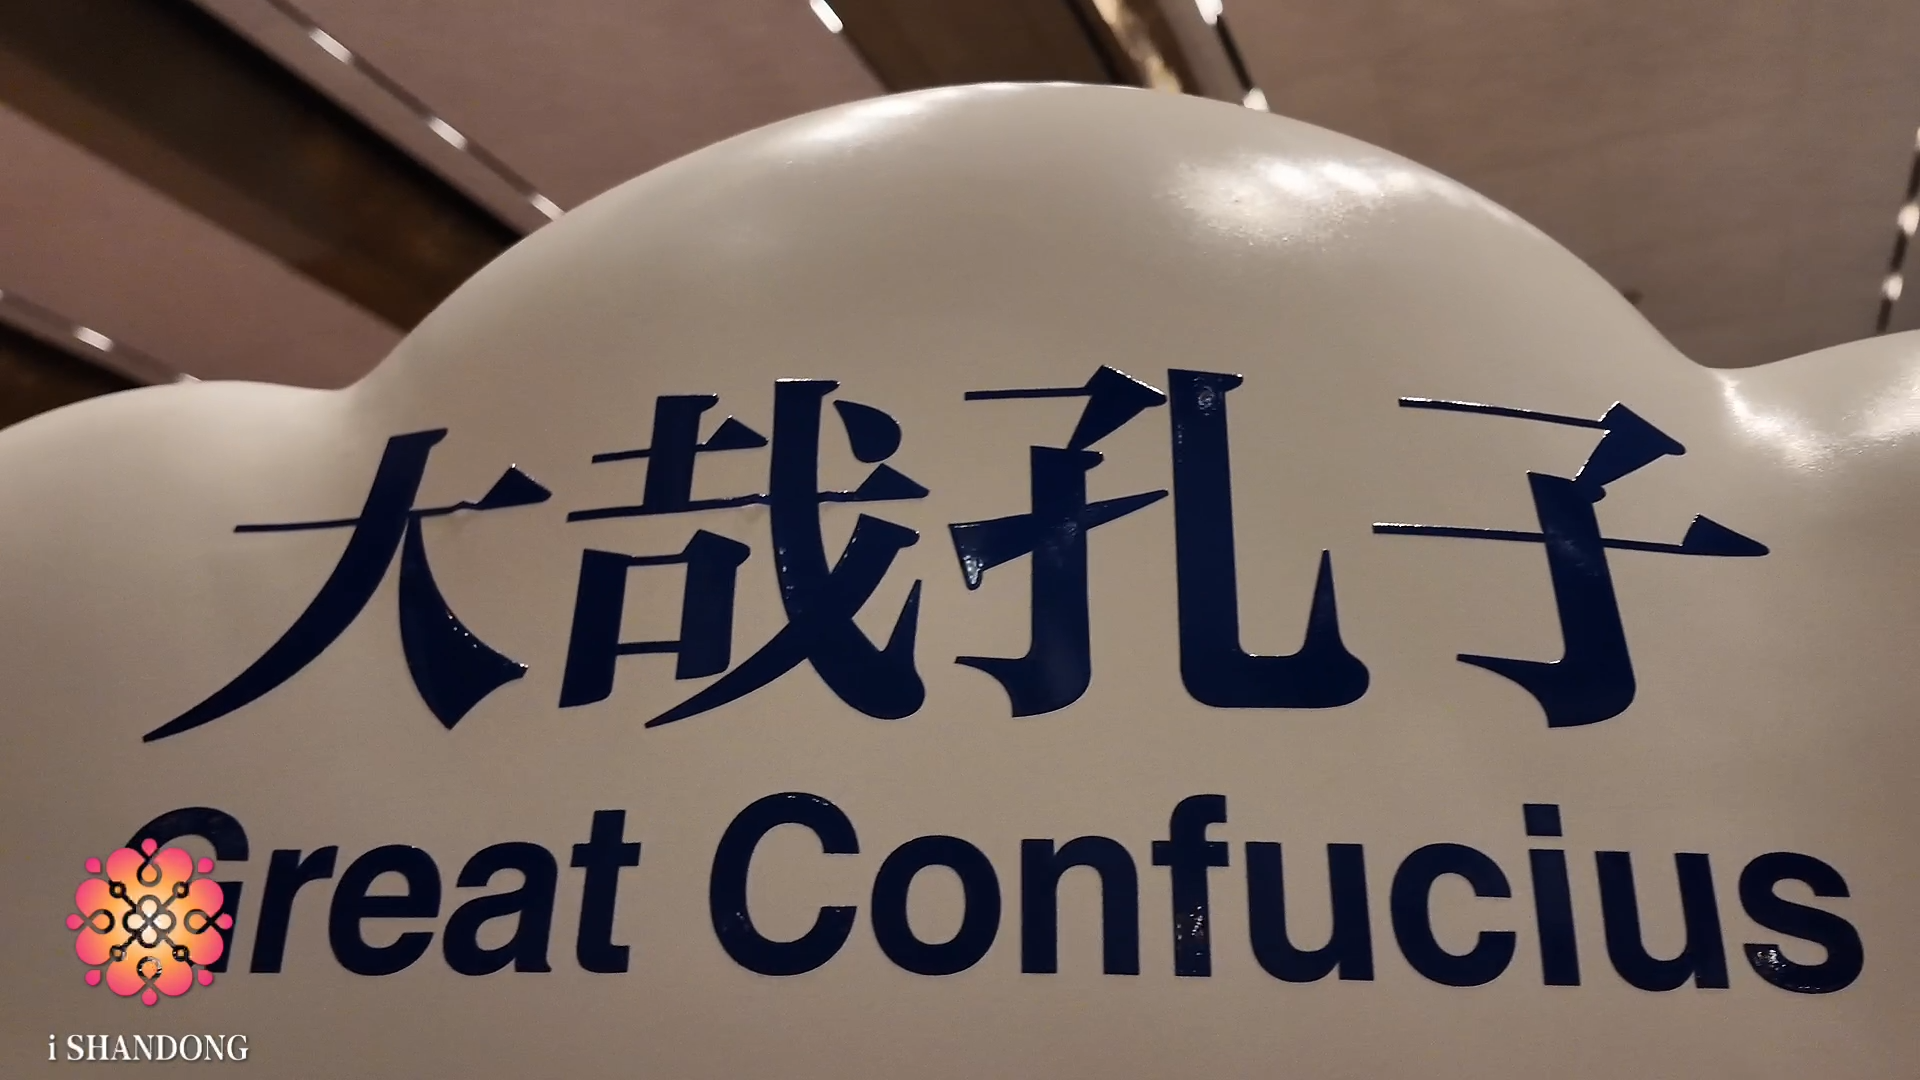 大哉孔子
Great Confucius
i SHANDONG